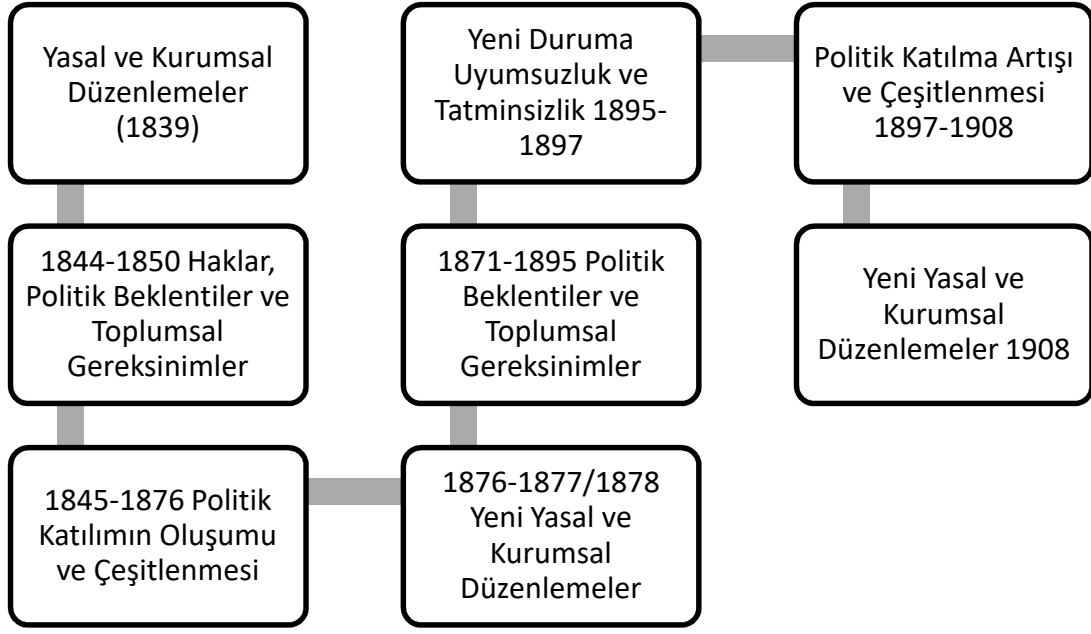 Yasal ve Kurumsal
Düzenlemeler
(1839)
1844-1850 Haklar,
Politik Beklentiler ve
Toplumsal
Gereksinimler
1845-1876 Politik
Katılımın Oluşumu
ve Çeşitlenmesi
1876-1877/1878
Yeni Yasal ve
Kurumsal
Düzenlemeler
1871-1895 Politik
Beklentiler ve
Toplumsal
Gereksinimler
Yeni Duruma
Uyumsuzluk ve
Tatminsizlik 1895-
1897
Politik Katılma Artışı
ve Çeşitlenmesi
1897-1908
Yeni Yasal ve
Kurumsal
Düzenlemeler 1908